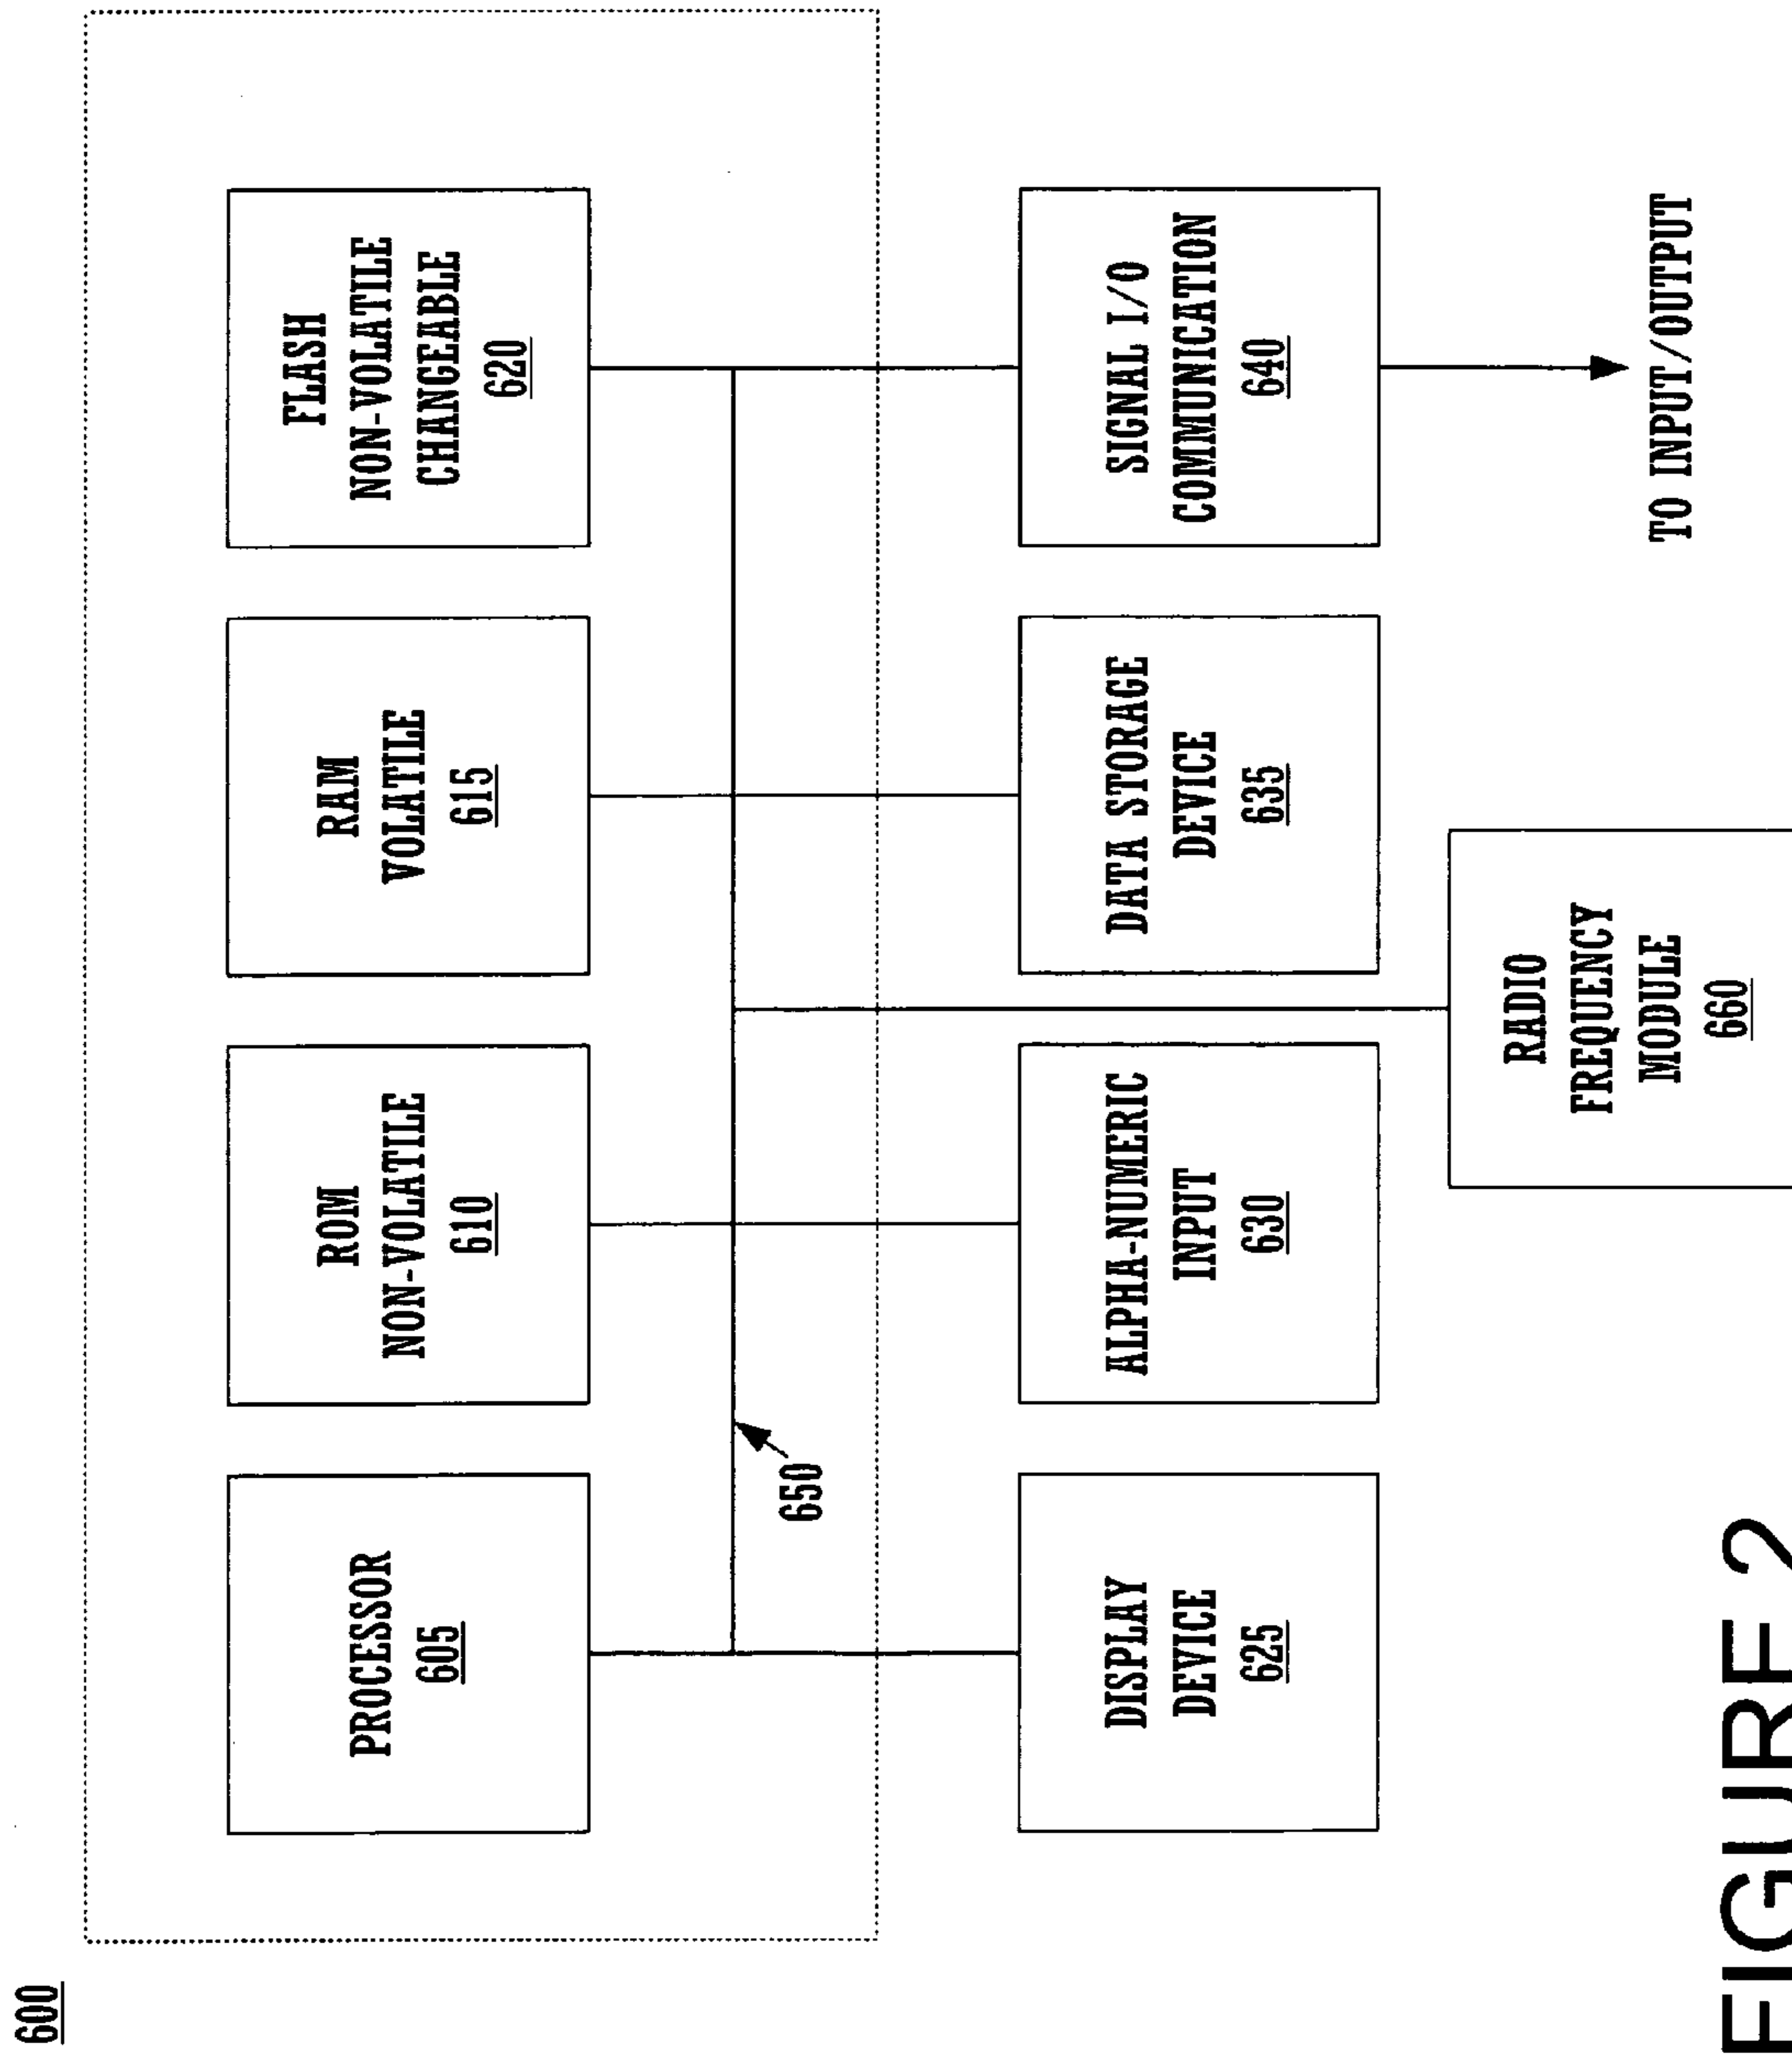 600
PROCESSOR
605
ROM
NON-VOLATILE
610
RAM
VOLATILE
615
FLASH
NON-VOLATILE
CHANGEABLE
620
650
DISPLAY
DEVICE
625
ALPHA-NUMERIC
INPUT
630
DATA STORAGE
DEVICE
635
SIGNAL I/O
COMMUNICATION
640
RADIO
FREQUENCY
MODULE
660
TO INPUT/OUTPUT
FIGURE 2